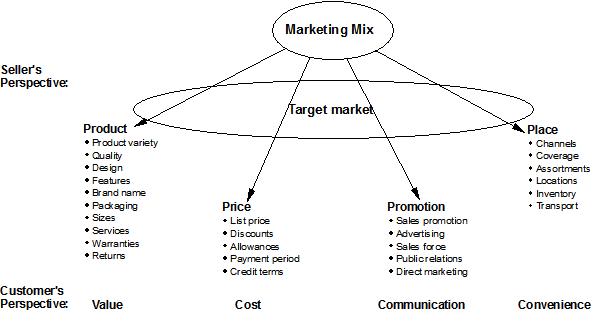 Marketing Mix
Seller's
Perspective:
Target market
Product
• Product variety
• Quality
• Design
• Features
• Brand name
• Packaging
• Sizes
• Services
• Warranties
• Returns
Price
• List price
• Discounts
• Allowances
• Payment period
• Credit terms
Promotion
• Sales promotion
• Advertising
• Sales force
• Public relations
• Direct marketing
Place
• Channels
• Coverage
• Assortments
• Locations
• Inventory
• Transport
Customer's
Perspective:
Value
Cost
Communication
Convenience